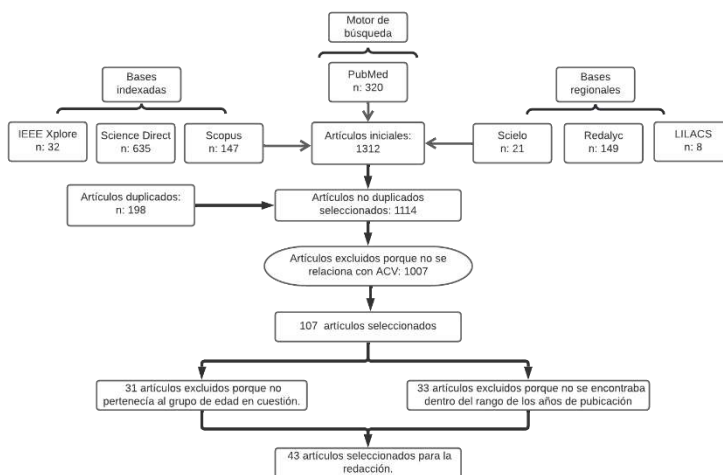 Motor de
búsqueda
Bases
indexadas
PubMed
n: 320
Bases
regionales
IEEE Xplore
n: 32
Science Direct
n: 635
Scopus
n: 147
Artículos iniciales:
1312
Scielo
n: 21
Redalyc
n: 149
LILACS
n: 8
Artículos duplicados:
n: 198
Artículos no duplicados
seleccionados: 1114
Artículos excluidos porque no se
relaciona con ACV: 1007
107 artículos seleccionados
31 artículos excluidos porque no
pertenecía al grupo de edad en cuestión.
33 artículos excluidos porque no se encontraba
dentro del rango de los años de pubicación
43 artículos seleccionados para la
redacción.